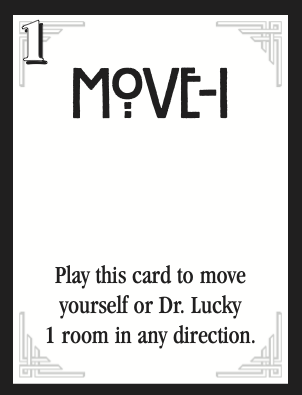 1
MOVE-1
Play this card to move
yourself or Dr. Lucky
1 room in any direction.